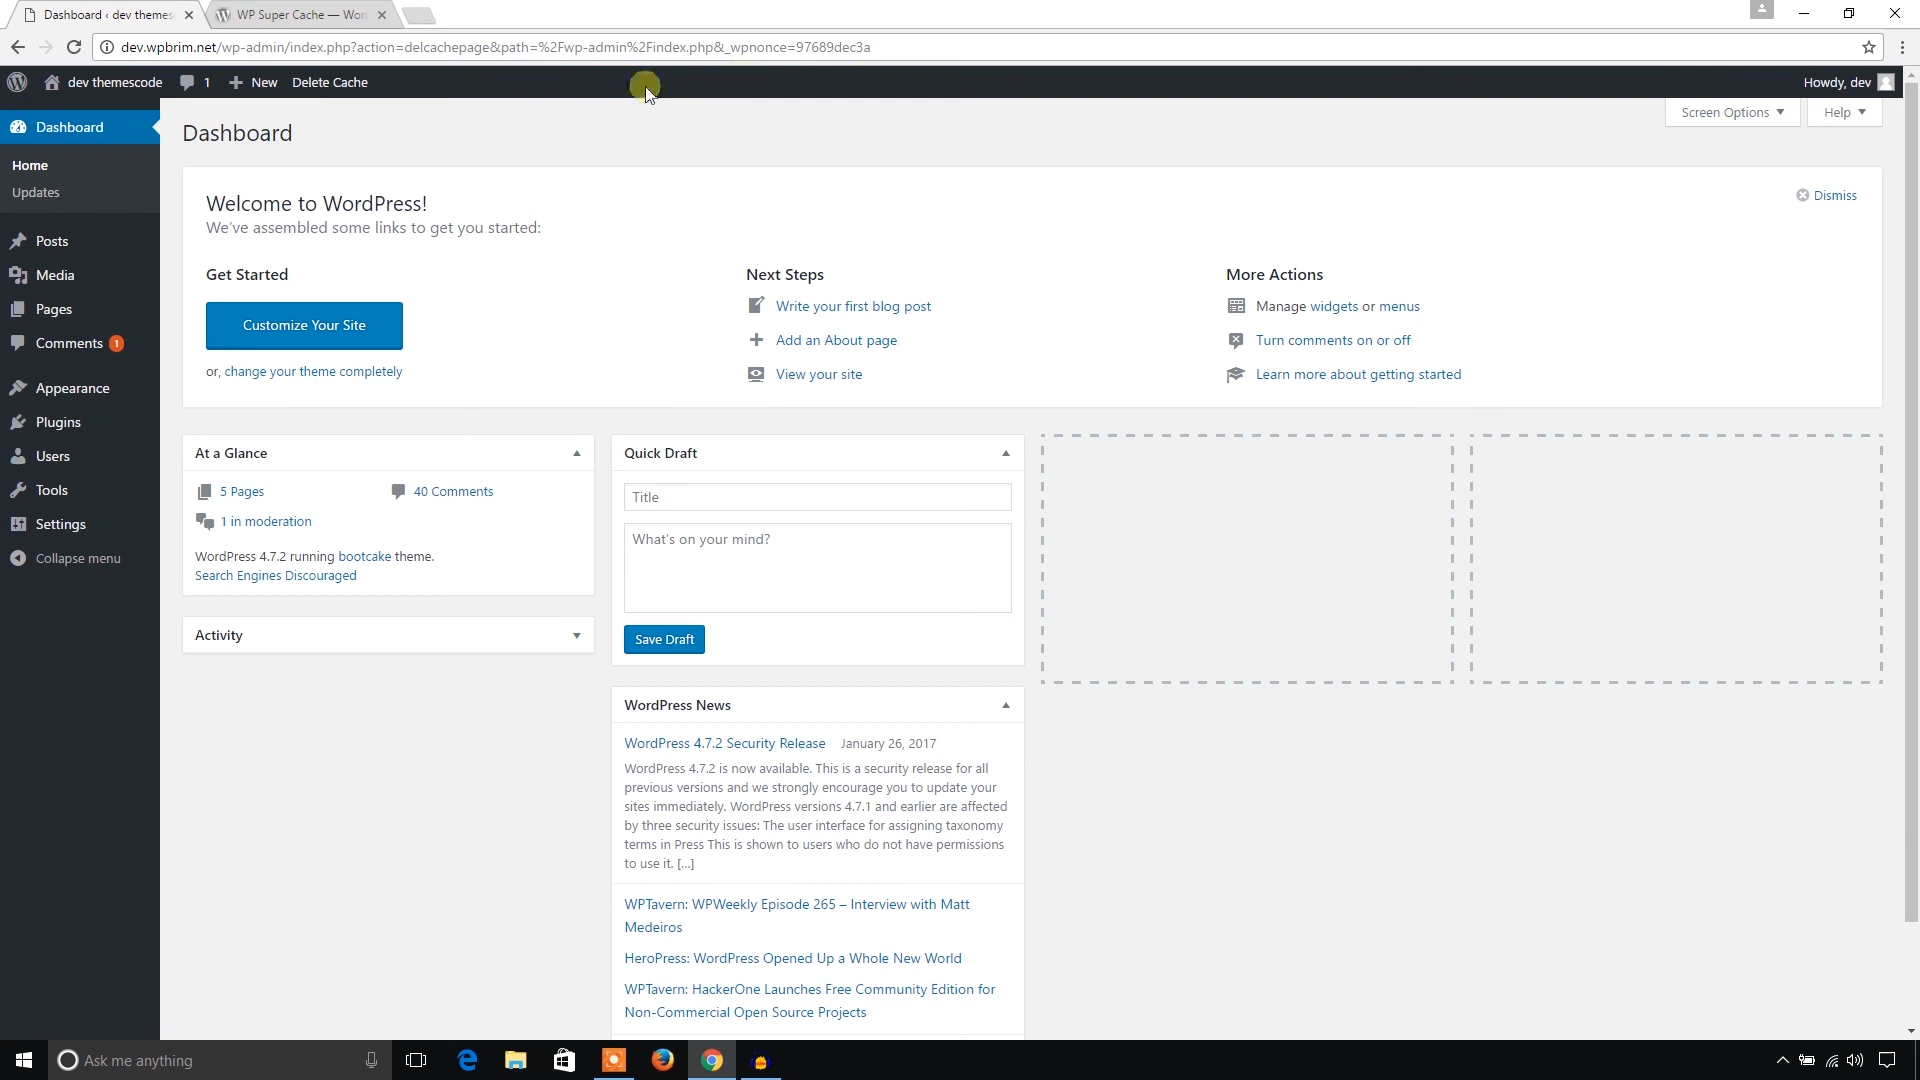 Dashboard ‹ dev themes
WP Super Cache — Wor
dev.wpbrim.net/wp-admin/index.php?action=delcachepage&path=%2Fwp-admin%2Findex.php&_wpnonce=97689dec3a
dev themescode 1 New Delete Cache Howdy, dev
Screen Options Help
Dashboard
Home
Updates
Posts
Media
Pages
Comments 1
Appearance
Plugins
Users
Tools
Settings
Collapse menu
Dashboard
Welcome to WordPress!
We've assembled some links to get you started:
Dismiss
Get Started
Customize Your Site
or, change your theme completely
Next Steps
Write your first blog post
Add an About page
View your site
More Actions
Manage widgets or menus
Turn comments on or off
Learn more about getting started
At a Glance
5 Pages 40 Comments
1 in moderation
WordPress 4.7.2 running bootcake theme.
Search Engines Discouraged
Activity
Quick Draft
Title
What's on your mind?
Save Draft
WordPress News
WordPress 4.7.2 Security Release January 26, 2017
WordPress 4.7.2 is now available. This is a security release for all
previous versions and we strongly encourage you to update your
sites immediately. WordPress versions 4.7.1 and earlier are affected
by three security issues: The user interface for assigning taxonomy
terms in Press This is shown to users who do not have permissions
to use it. […]
WPTavern: WPWeekly Episode 265 – Interview with Matt
Medeiros
HeroPress: WordPress Opened Up a Whole New World
WPTavern: HackerOne Launches Free Community Edition for
Non-Commercial Open Source Projects
Ask me anything